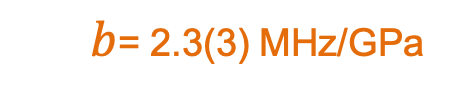 b= 2.3(3) MHz/GPa